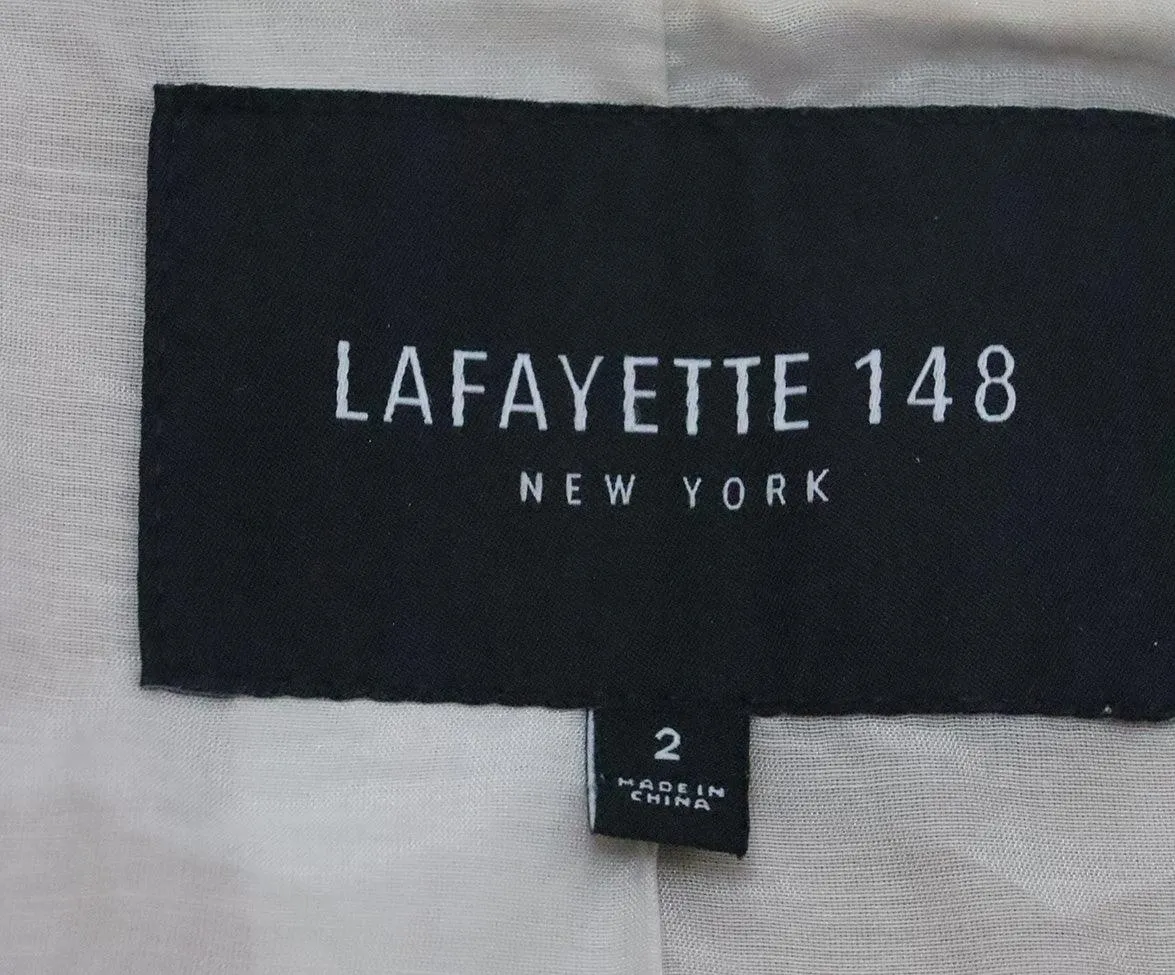 LAFAYETTE 148
NEW YORK
2
MADE IN
CHINA